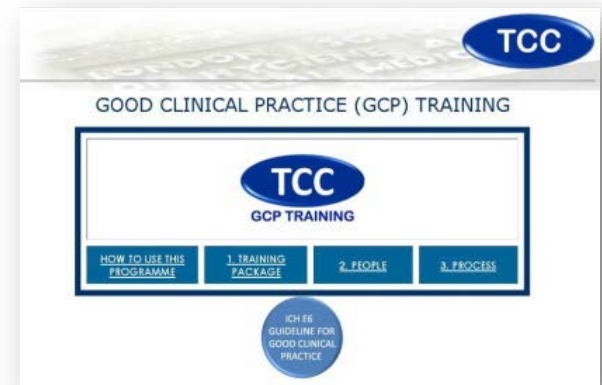 TCC
GOOD CLINICAL PRACTICE (GCP) TRAINING
TCC
GCP TRAINING
HOW TO USE THIS
PROGRAMME
1. TRAINING
PACKAGE
2. PEOPLE
3. PROCESS
ICH E6
GUIDELINE FOR
GOOD CLINICAL
PRACTICE